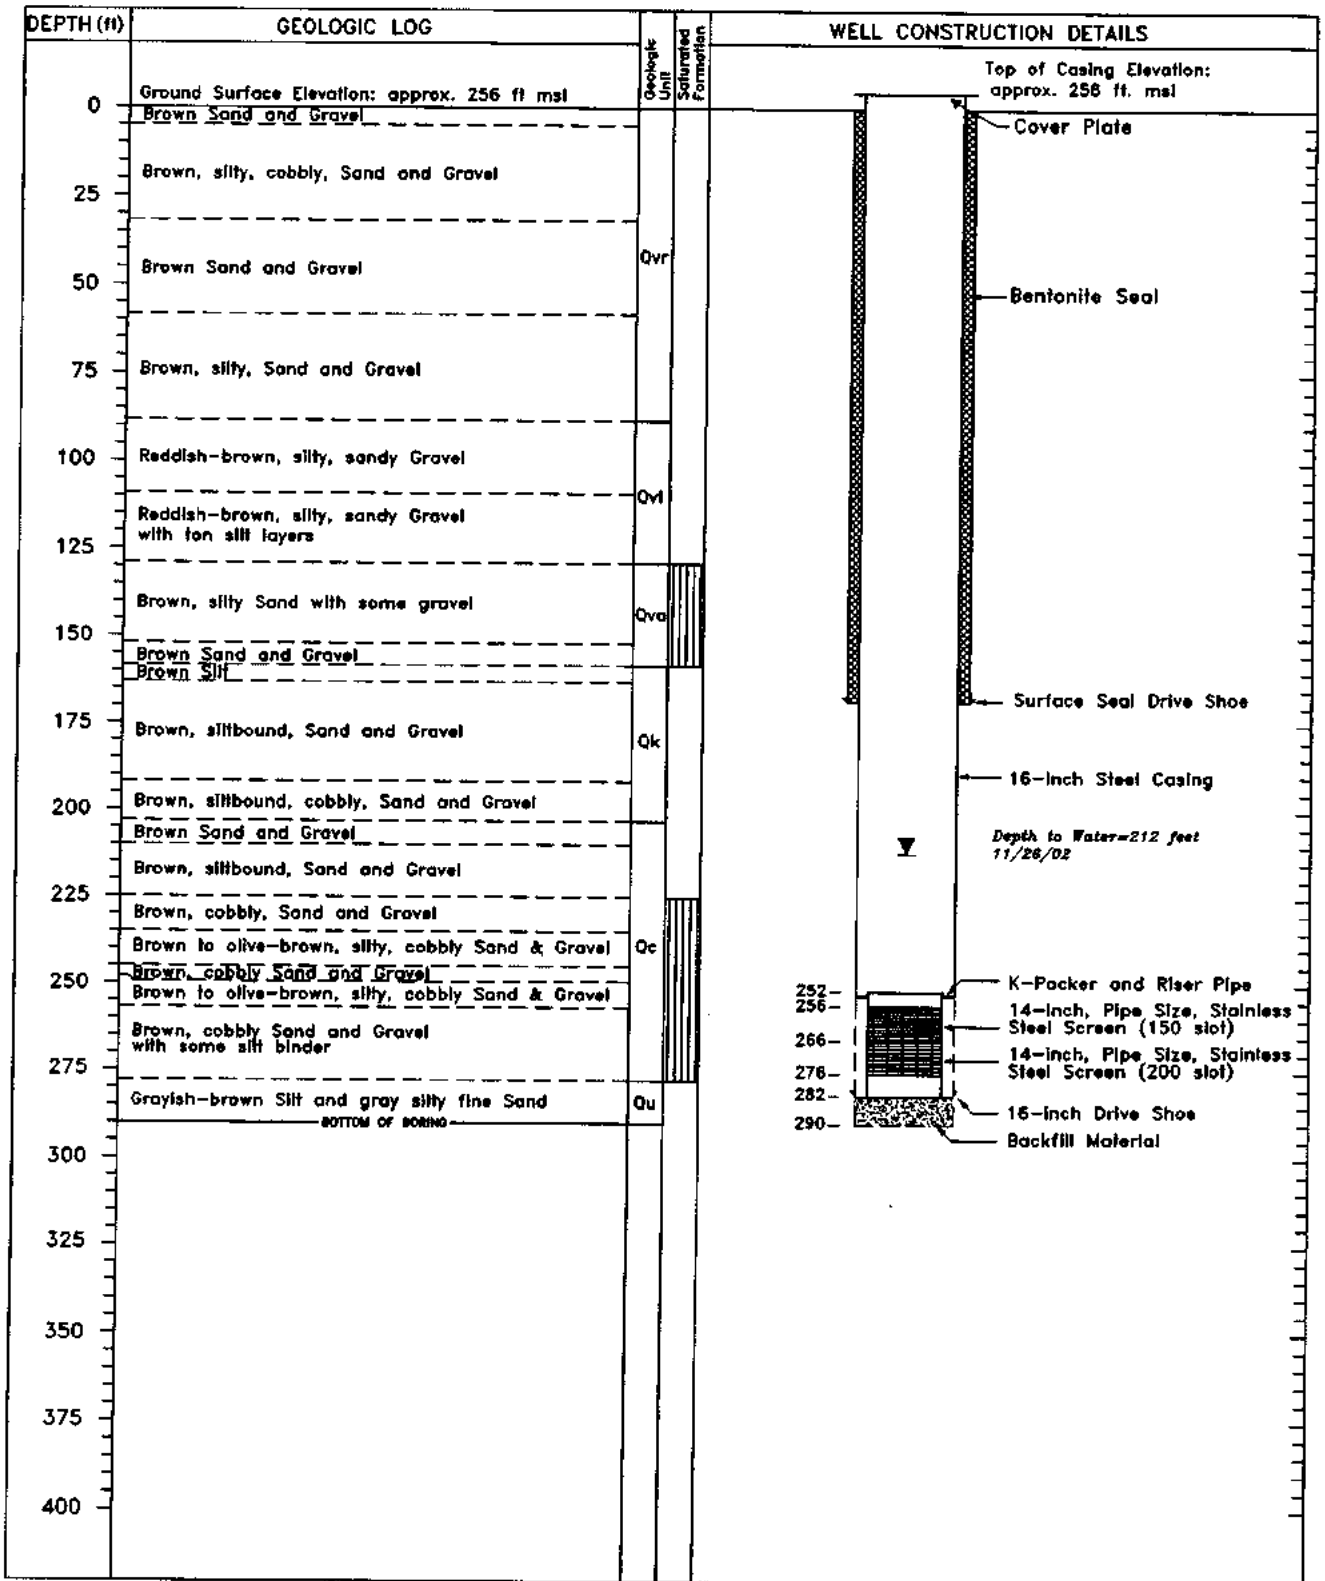 DEPTH (ft)
GEOLOGIC LOG
Geologic
Unit
Saturated
Formation
WELL CONSTRUCTION DETAILS
Top of Casing Elevation:
approx. 256 ft. msl
Ground Surface Elevation: approx. 256 ft msl
0
Brown Sand and Gravel
Cover Plate
Brown, silty, cobbly, Sand and Gravel
25
Qvr
Brown Sand and Gravel
50
Bentonite Seal
75
Brown, silty, Sand and Gravel
100
Reddish-brown, silty, sandy Gravel
Qvt
Reddish-brown, silty, sandy Gravel
with tan silt layers
125
Brown, silty Sand with some gravel
Qva
150
Brown Sand and Gravel
Brown Silt
Surface Seal Drive Shoe
175
Brown, siltbound, Sand and Gravel
Qk
16-inch Steel Casing
200
Brown, siltbound, cobbly, Sand and Gravel
Brown Sand and Gravel
Depth to Water=212 feet
11/26/02
Brown, siltbound, Sand and Gravel
225
Brown, cobbly, Sand and Gravel
Brown to olive-brown, silty, cobbly Sand & Gravel
Qc
Brown, cobbly Sand and Gravel
250
Brown to olive-brown, silty, cobbly Sand & Gravel
252
K-Packer and Riser Pipe
256
14-inch, Pipe Size, Stainless
Steel Screen (150 slot)
Brown, cobbly Sand and Gravel
with some silt binder
266
14-inch, Pipe Size, Stainless
Steel Screen (200 slot)
275
276
282
Grayish-brown Silt and gray silty fine Sand
Qu
16-inch Drive Shoe
BOTTOM OF BORING
290
Backfill Material
300
325
350
375
400